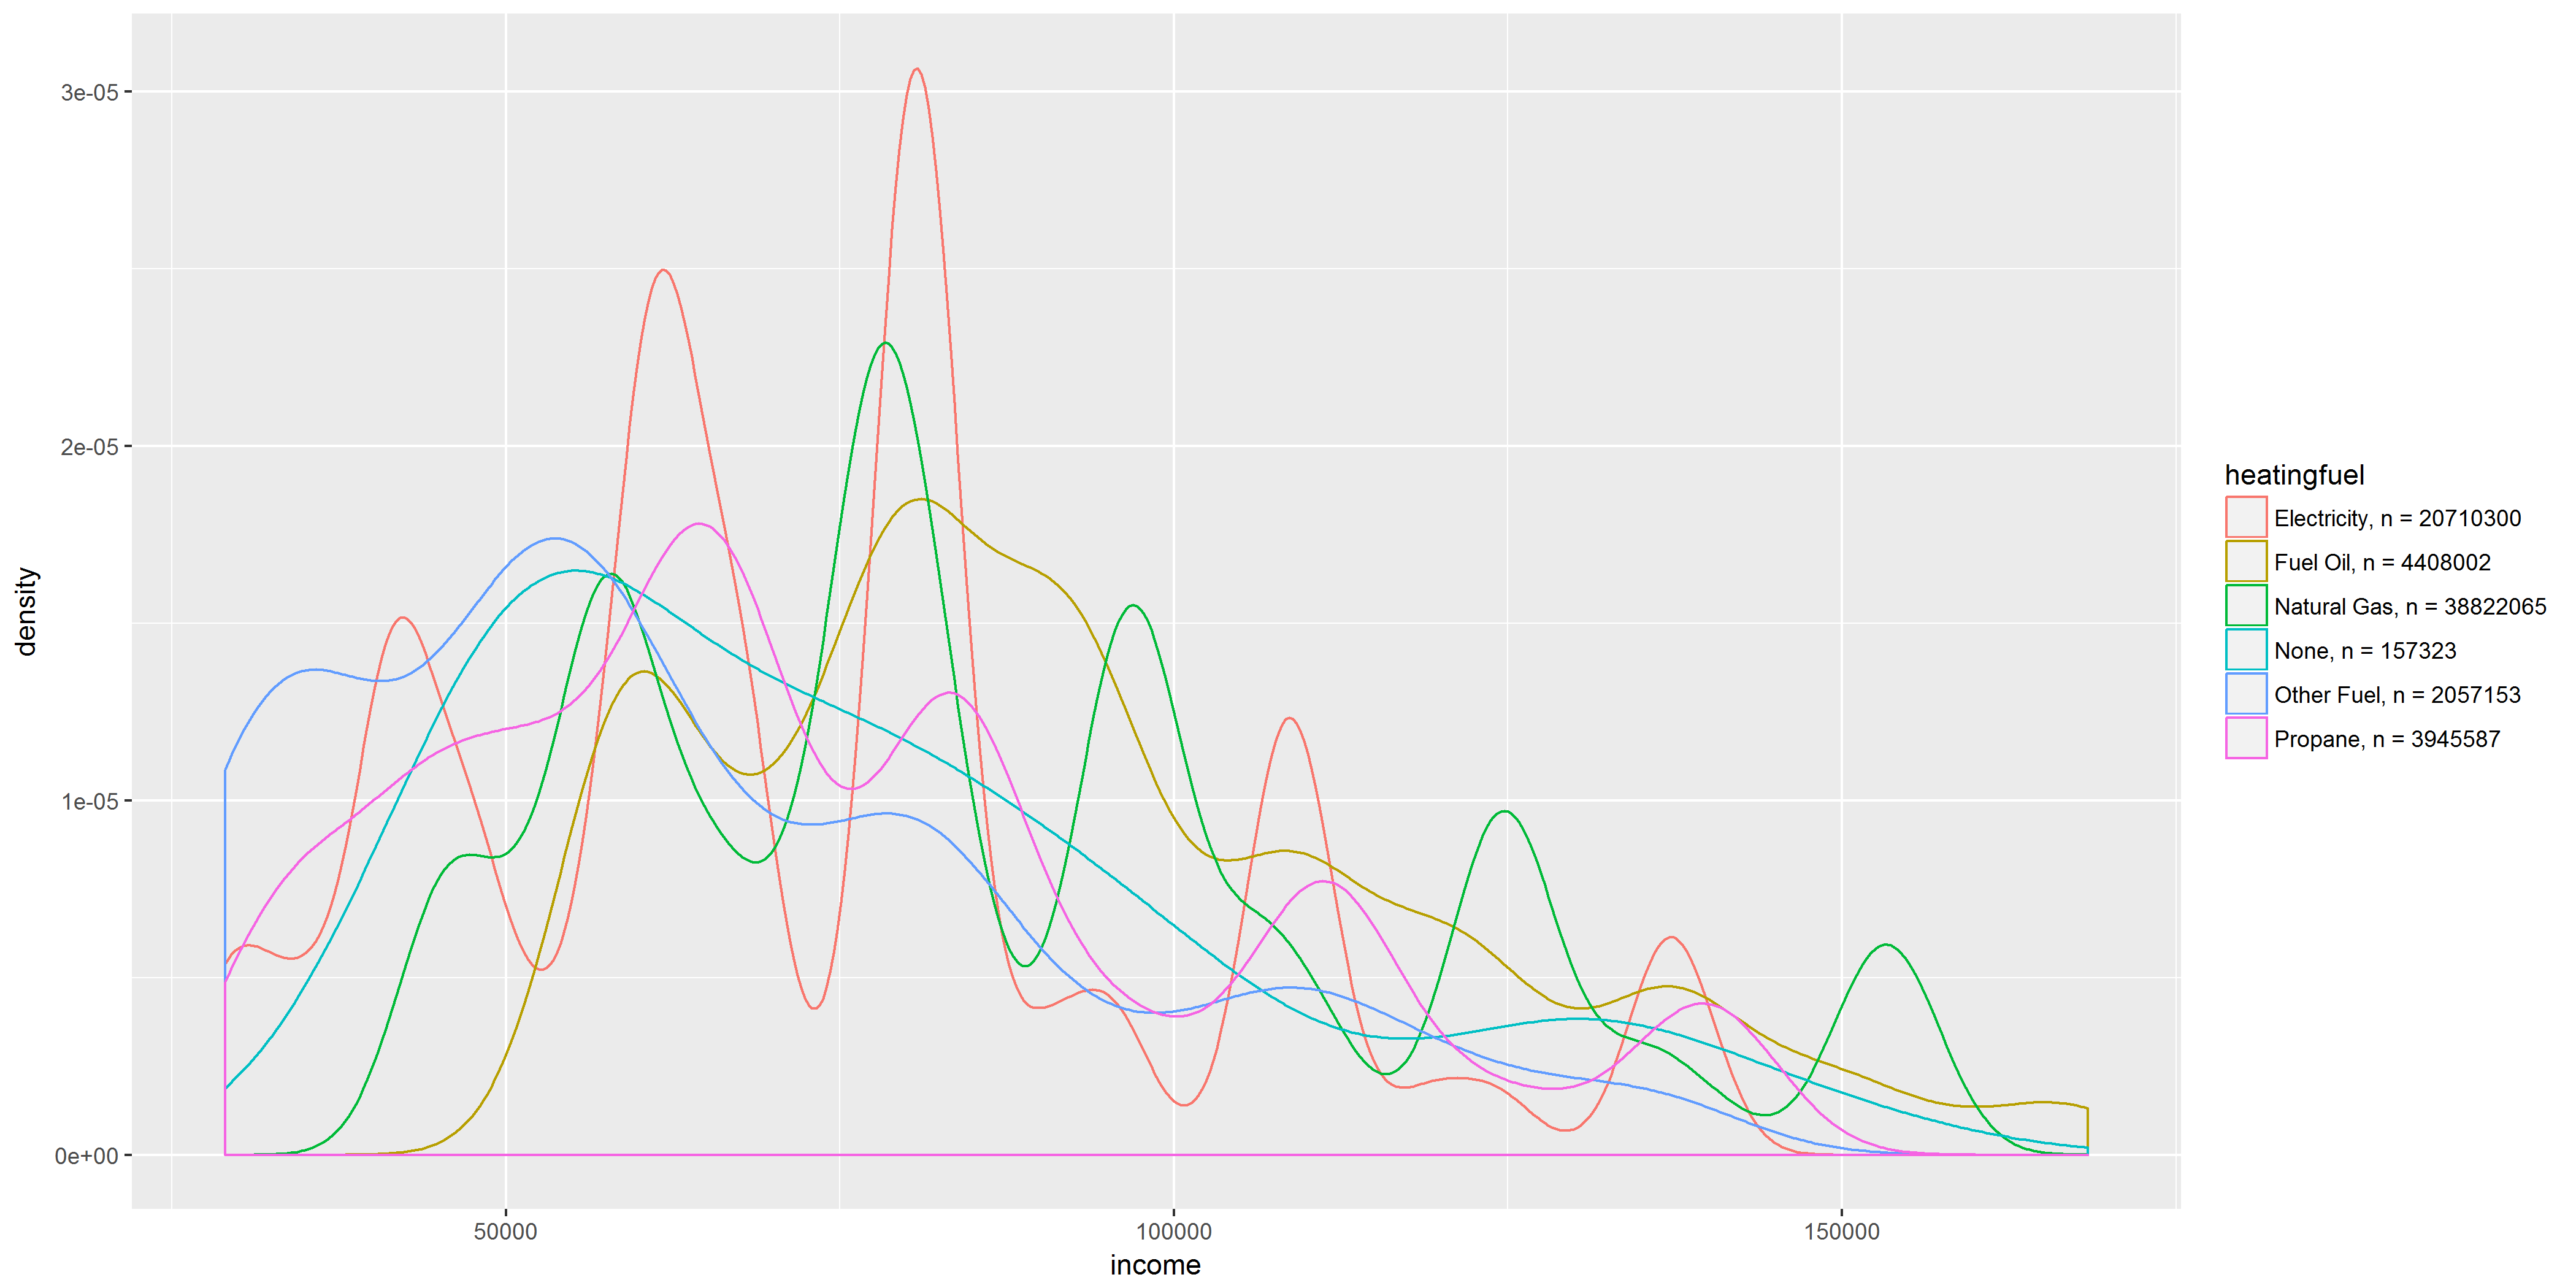 3e-05
2e-05
1e-05
0e+00
density
50000
100000
150000
income
heatingfuel
Electricity, n = 20710300
Fuel Oil, n = 4408002
Natural Gas, n = 38822065
None, n = 157323
Other Fuel, n = 2057153
Propane, n = 3945587